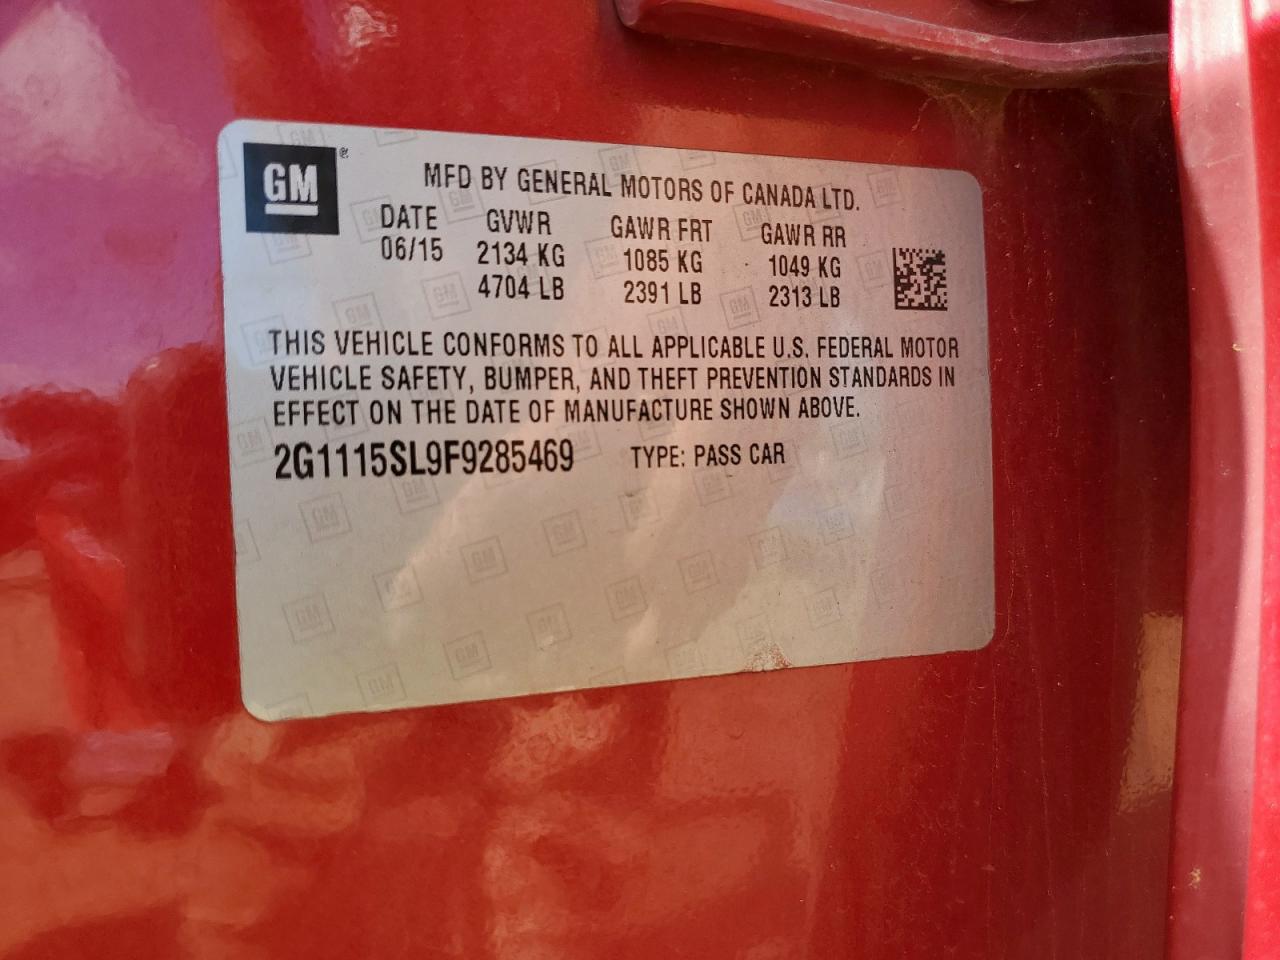 GM ®
MFD BY GENERAL MOTORS OF CANADA LTD.
DATE GVWR GAWR FRT GAWR RR
06/15 2134 KG 1085 KG 1049 KG
4704 LB 2391 LB 2313 LB
THIS VEHICLE CONFORMS TO ALL APPLICABLE U.S. FEDERAL MOTOR
VEHICLE SAFETY, BUMPER, AND THEFT PREVENTION STANDARDS IN
EFFECT ON THE DATE OF MANUFACTURE SHOWN ABOVE.
2G1115SL9F9285469 TYPE: PASS CAR